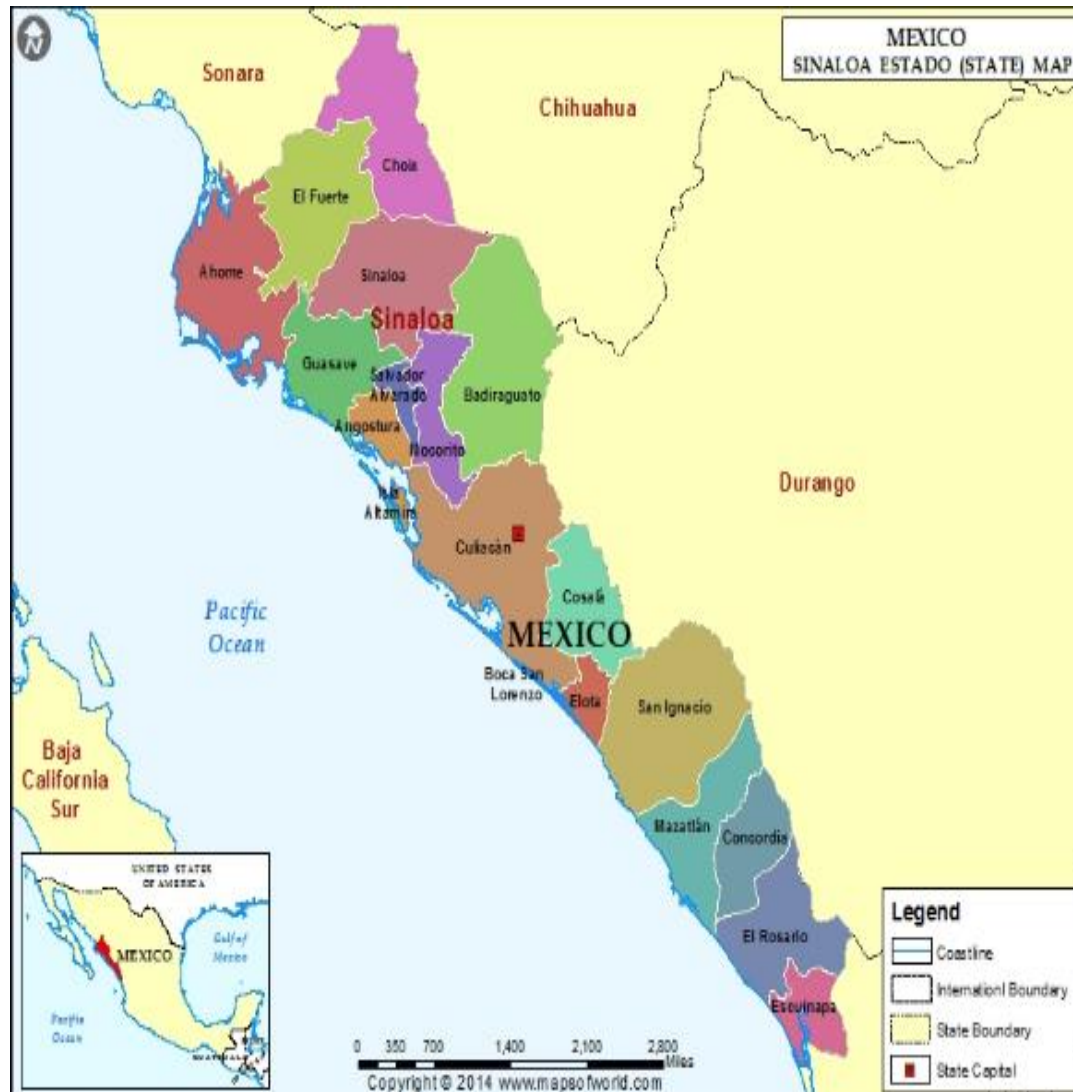 N
MEXICO
SINALOA ESTADO (STATE) MAP
Sonara
Chihuahua
Choix
El Fuerte
Ahome
Sinaloa
Sinaloa
Guasave
Salvador
Alvarado
Badiraguato
Angostura
Mocorito
Durango
Isla
Altamira
Culiacán
Cosalá
Pacific
Ocean
MEXICO
Boca San
Lorenzo
Elota
San Ignacio
Baja
California
Sur
Mazatlán
Concordia
UNITED STATES
OF AMERICA
Gulf of
Mexico
MEXICO
Pacific
Ocean
El Rosario
Escuinapa
Legend
Coastline
Internationl Boundary
State Boundary
State Capital
0 350 700 1,400 2,100 2,800
Miles
Copyright © 2014 www.mapsofworld.com